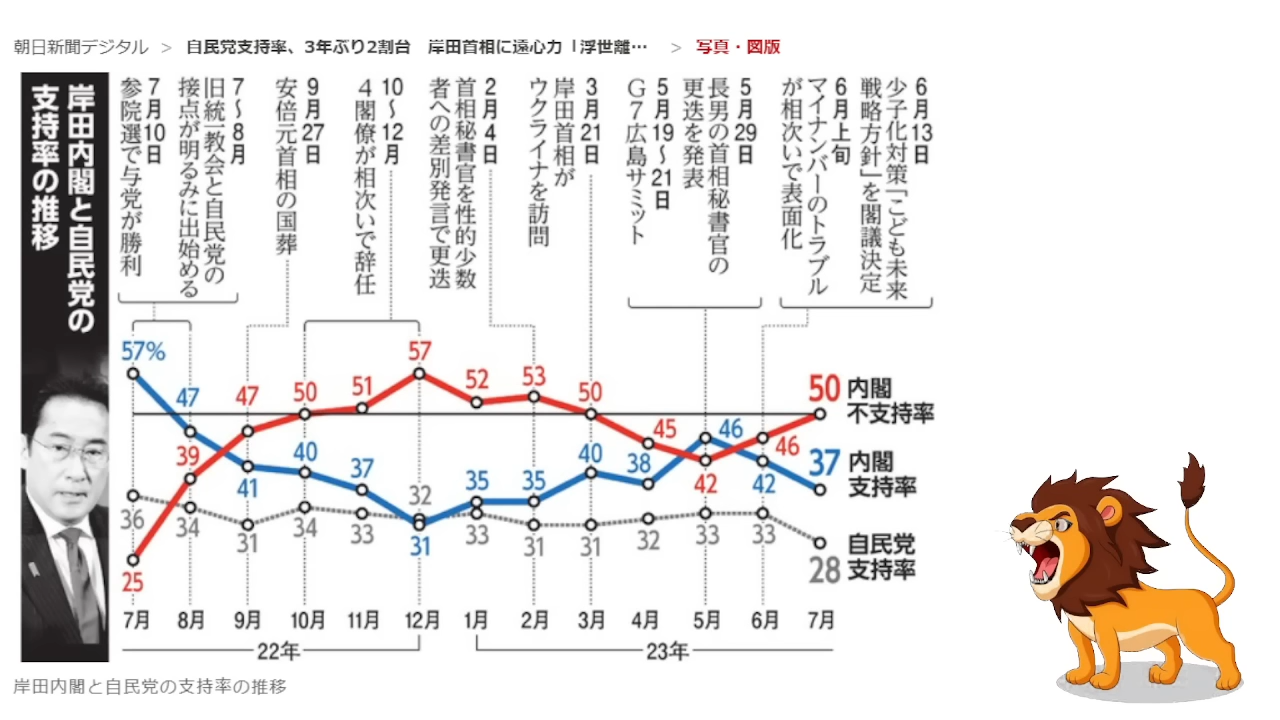 朝日新聞デジタル > 自民党支持率、3年ぶり2割台 岸田首相に遠心力「浮世離… > 写真・図版
岸田内閣と自民党の
支持率の推移
7月10日
参院選で与党が勝利
7〜8月
旧統一教会と自民党の
接点が明るみに出始める
9月27日
安倍元首相の国葬
10〜12月
4閣僚が相次いで辞任
2月4日
首相秘書官を性的少数
者への差別発言で更迭
3月21日
岸田首相が
ウクライナを訪問
5月19〜21日
G7広島サミット
5月29日
長男の首相秘書官の
更迭を発表
6月上旬
マイナンバーのトラブル
が相次いで表面化
6月13日
少子化対策「こども未来
戦略方針」を閣議決定
57% 47 41 40 37 31 35 35 40 38 46 42 37
内閣
支持率
25 39 47 50 51 57 52 53 50 45 42 46 50
内閣
不支持率
36 34 31 34 33 32 33 31 31 32 33 33 28
自民党
支持率
7月 8月 9月 10月 11月 12月 1月 2月 3月 4月 5月 6月 7月
22年 23年
岸田内閣と自民党の支持率の推移